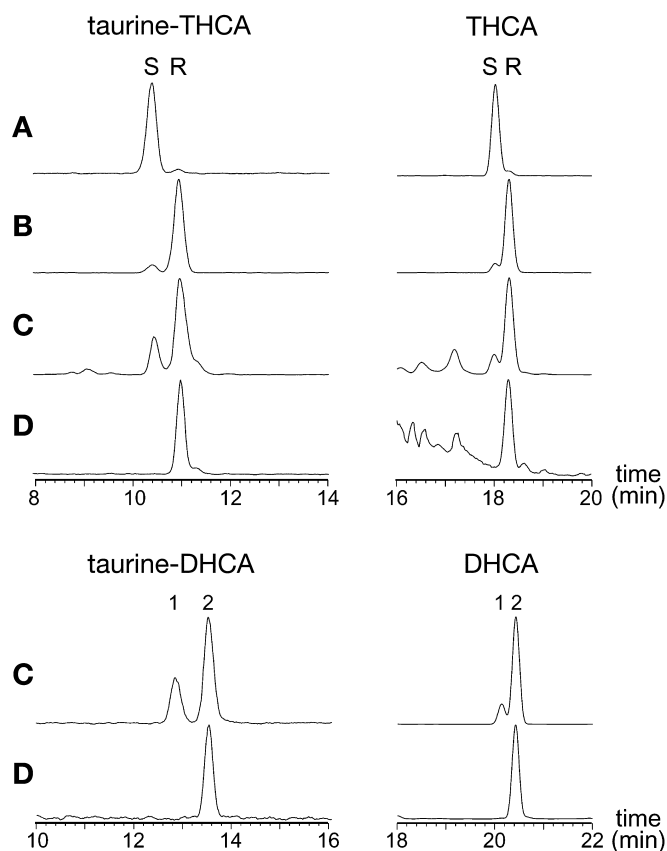 taurine-THCA THCA
S R S R
A
B
C
D
time
(min)
8 10 12 14 16 18 20
taurine-DHCA DHCA
1 2 1 2
C
D
time
(min)
10 12 14 16 18 20 22